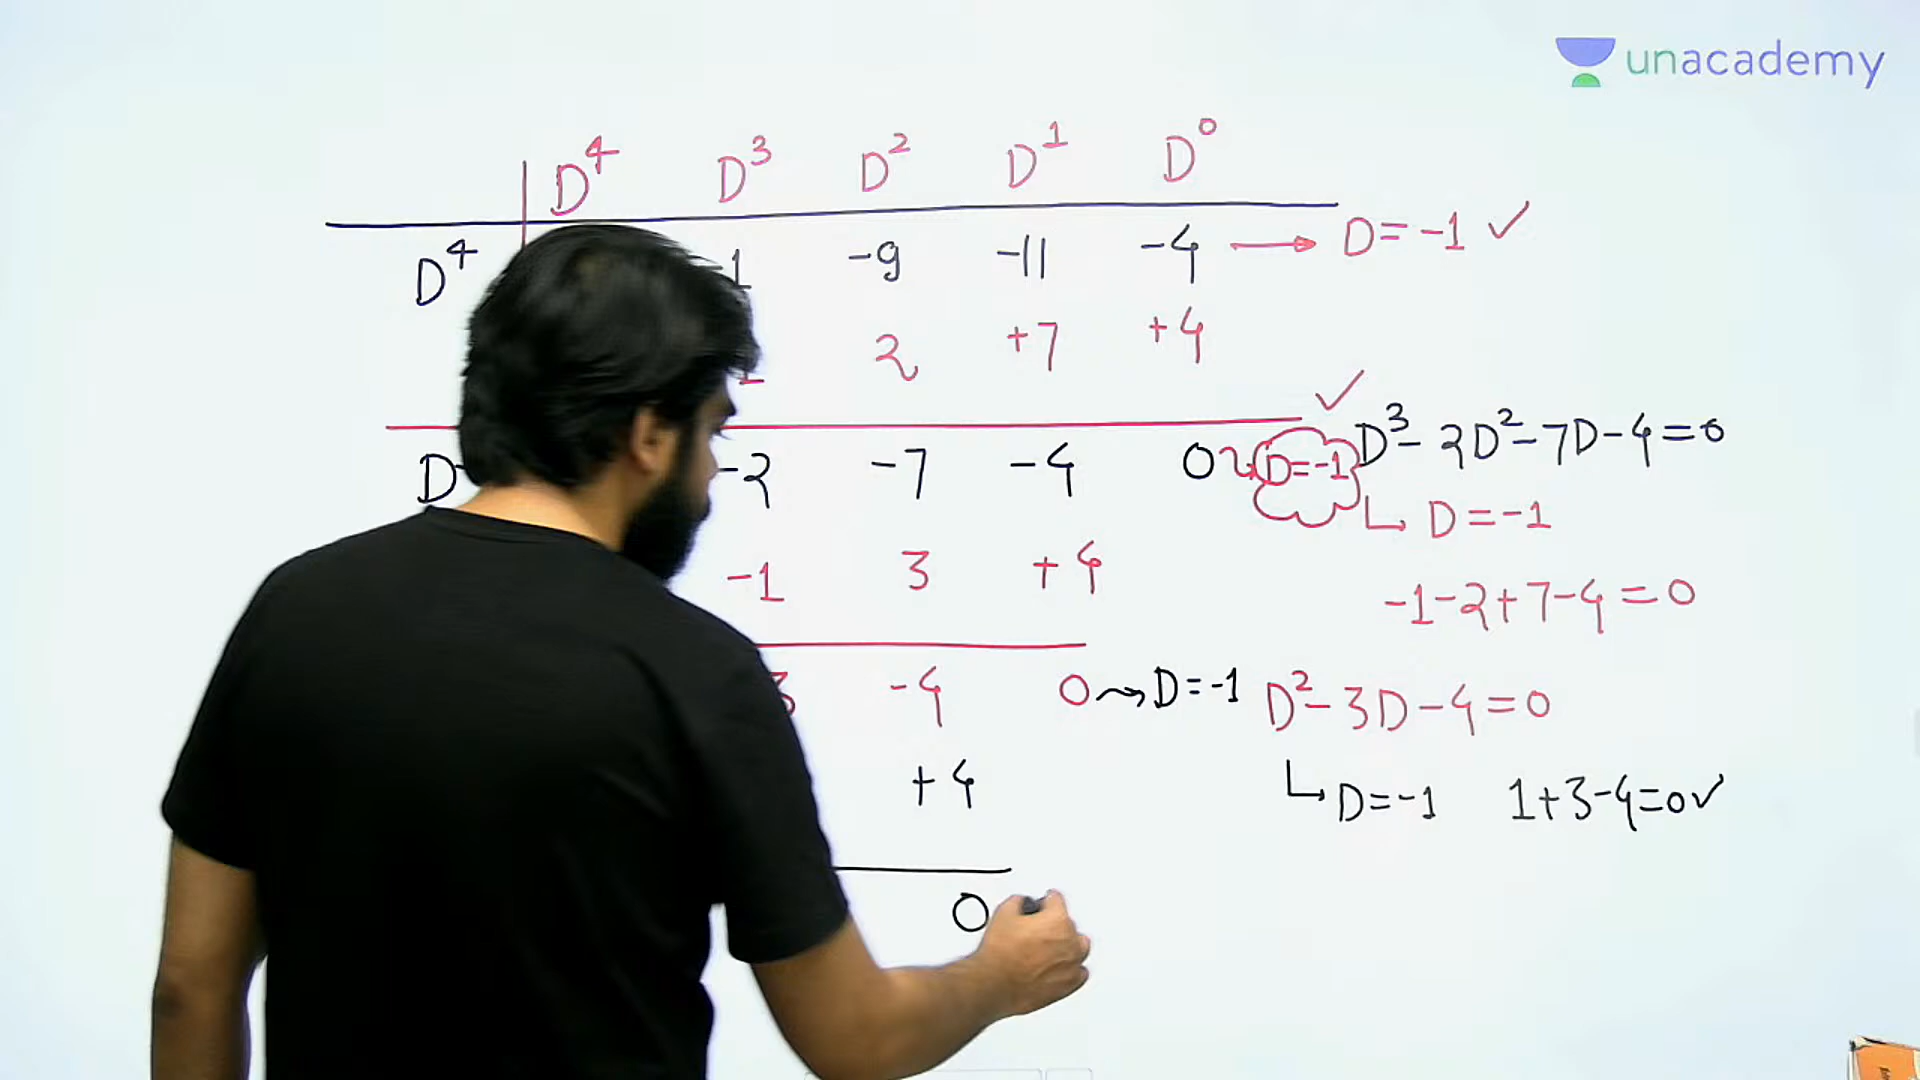 unacademy
D⁴ D³ D² D¹ D⁰
D⁴ -1 -9 -11 -4 → D=-1 ✓
2 +7 +4
✓
-2 -7 -4 0 D=-1 D³-2D²-7D-4=0
↳ D=-1
-1 3 +4 -1-2+7-4=0
-4 0 → D=-1 D²-3D-4=0
+4 ↳ D=-1 1+3-4=0✓
0